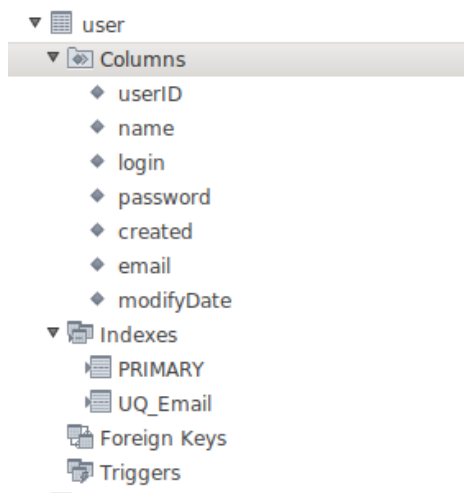 user
Columns
userID
name
login
password
created
email
modifyDate
Indexes
PRIMARY
UQ_Email
Foreign Keys
Triggers